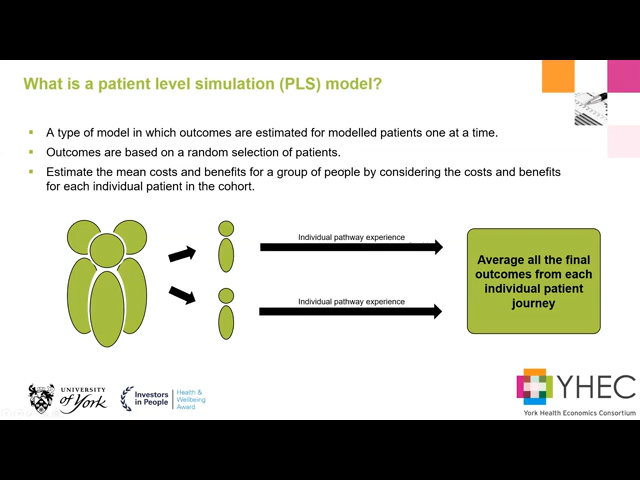 What is a patient level simulation (PLS) model?
▪ A type of model in which outcomes are estimated for modelled patients one at a time.
▪ Outcomes are based on a random selection of patients.
▪ Estimate the mean costs and benefits for a group of people by considering the costs and benefits
for each individual patient in the cohort.
Individual pathway experience
Individual pathway experience
Average all the final
outcomes from each
individual patient
journey
UNIVERSITY
of York
Investors
in People
Health &
Wellbeing
Award
YHEC
York Health Economics Consortium